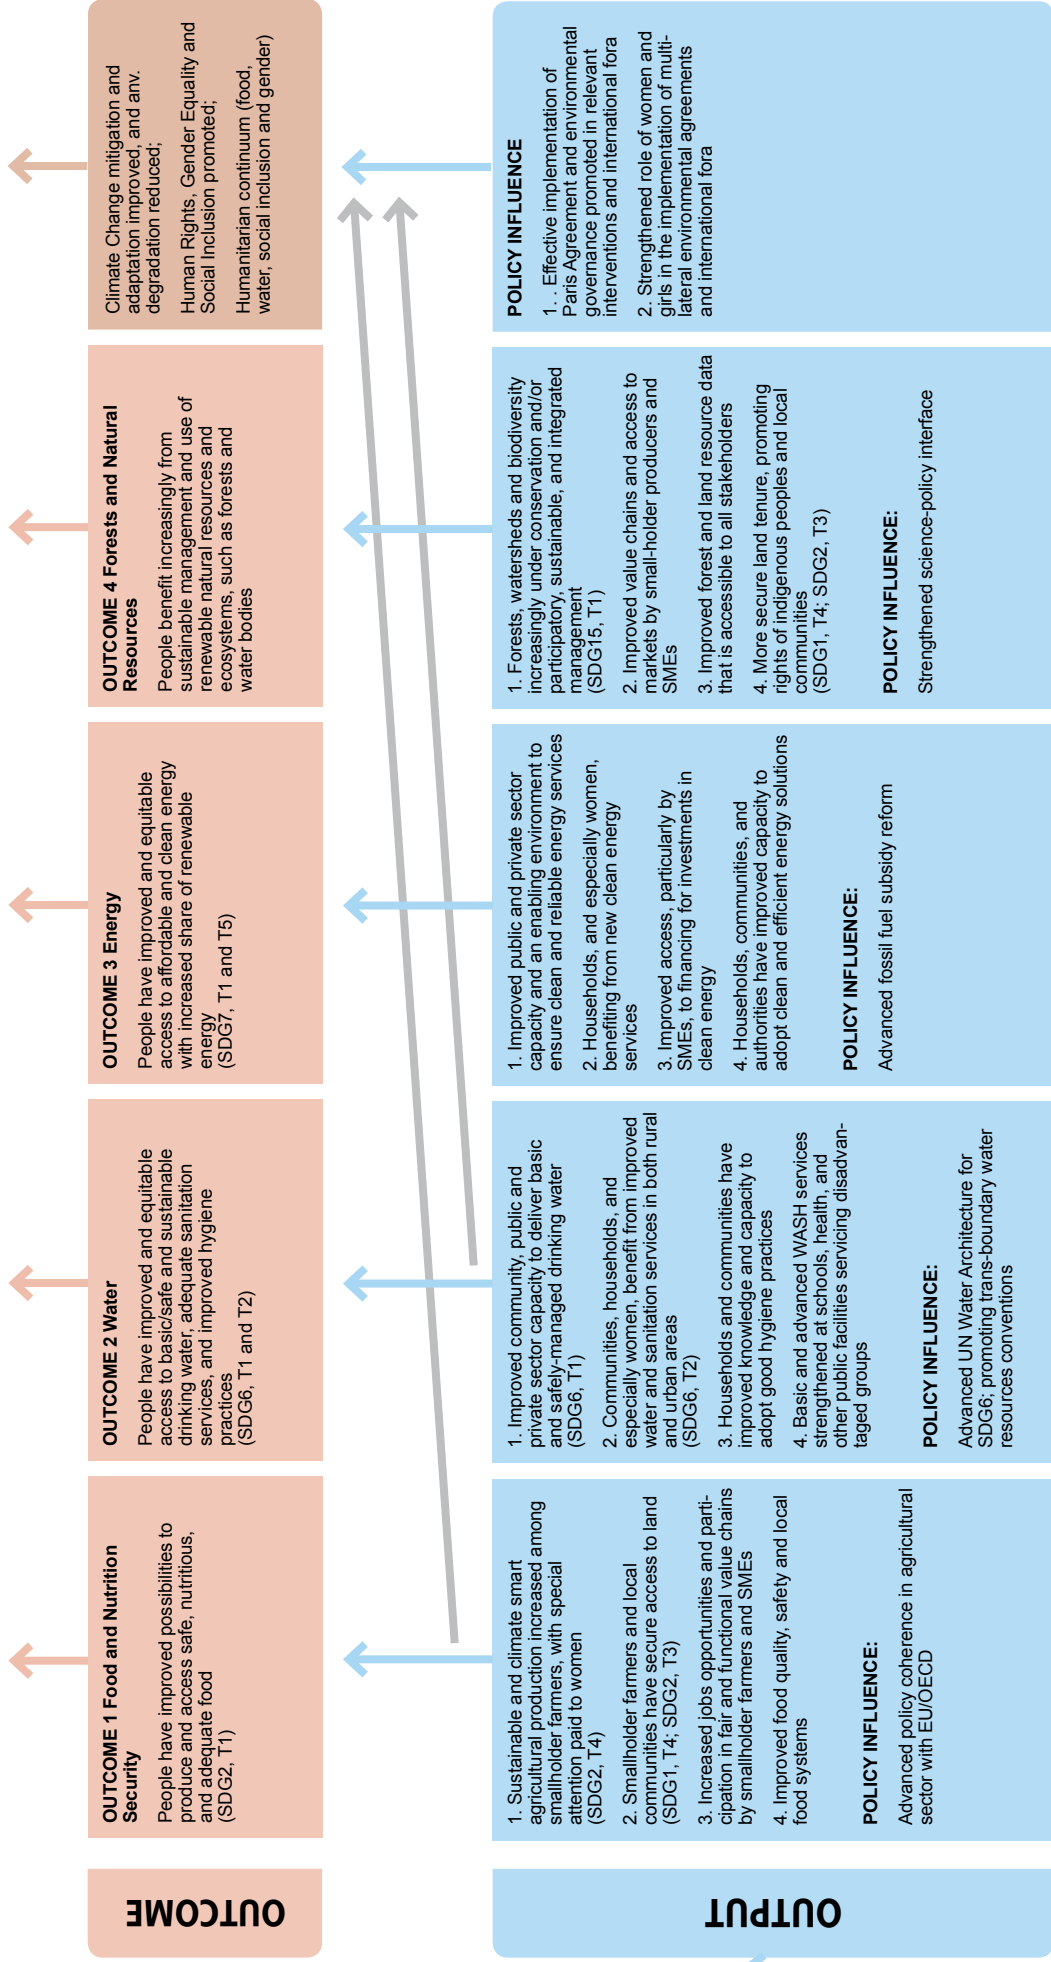 OUTCOME
OUTCOME 1 Food and Nutrition
Security
People have improved possibilities to
produce and access safe, nutritious,
and adequate food
(SDG2, T1)
OUTCOME 2 Water
People have improved and equitable
access to basic/safe and sustainable
drinking water, adequate sanitation
services, and improved hygiene
practices
(SDG6, T1 and T2)
OUTCOME 3 Energy
People have improved and equitable
access to affordable and clean energy
with increased share of renewable
energy
(SDG7, T1 and T5)
OUTCOME 4 Forests and Natural
Resources
People benefit increasingly from
sustainable management and use of
renewable natural resources and
ecosystems, such as forests and
water bodies
Climate Change mitigation and
adaptation improved, and anv.
degradation reduced;
Human Rights, Gender Equality and
Social Inclusion promoted;
Humanitarian continuum (food,
water, social inclusion and gender)
OUTPUT
1. Sustainable and climate smart
agricultural production increased among
smallholder farmers, with special
attention paid to women
(SDG2, T4)
2. Smallholder farmers and local
communities have secure access to land
(SDG1, T4; SDG2, T3)
3. Increased jobs opportunities and parti-
cipation in fair and functional value chains
by smallholder farmers and SMEs
4. Improved food quality, safety and local
food systems
POLICY INFLUENCE:
Advanced policy coherence in agricultural
sector with EU/OECD
1. Improved community, public and
private sector capacity to deliver basic
and safely-managed drinking water
(SDG6, T1)
2. Communities, households, and
especially women, benefit from improved
water and sanitation services in both rural
and urban areas
(SDG6, T2)
3. Households and communities have
improved knowledge and capacity to
adopt good hygiene practices
4. Basic and advanced WASH services
strengthened at schools, health, and
other public facilities servicing disadvan-
taged groups
POLICY INFLUENCE:
Advanced UN Water Architecture for
SDG6; promoting trans-boundary water
resources conventions
1. Improved public and private sector
capacity and an enabling environment to
ensure clean and reliable energy services
2. Households, and especially women,
benefiting from new clean energy
services
3. Improved access, particularly by
SMEs, to financing for investments in
clean energy
4. Households, communities, and
authorities have improved capacity to
adopt clean and efficient energy solutions
POLICY INFLUENCE:
Advanced fossil fuel subsidy reform
1. Forests, watersheds and biodiversity
increasingly under conservation and/or
participatory, sustainable, and integrated
management
(SDG15, T1)
2. Improved value chains and access to
markets by small-holder producers and
SMEs
3. Improved forest and land resource data
that is accessible to all stakeholders
4. More secure land tenure, promoting
rights of indigenous peoples and local
communities
(SDG1, T4; SDG2, T3)
POLICY INFLUENCE:
Strengthened science-policy interface
POLICY INFLUENCE
1. . Effective implementation of
Paris Agreement and environmental
governance promoted in relevant
interventions and international fora
2. Strengthened role of women and
girls in the implementation of multi-
lateral environmental agreements
and international fora